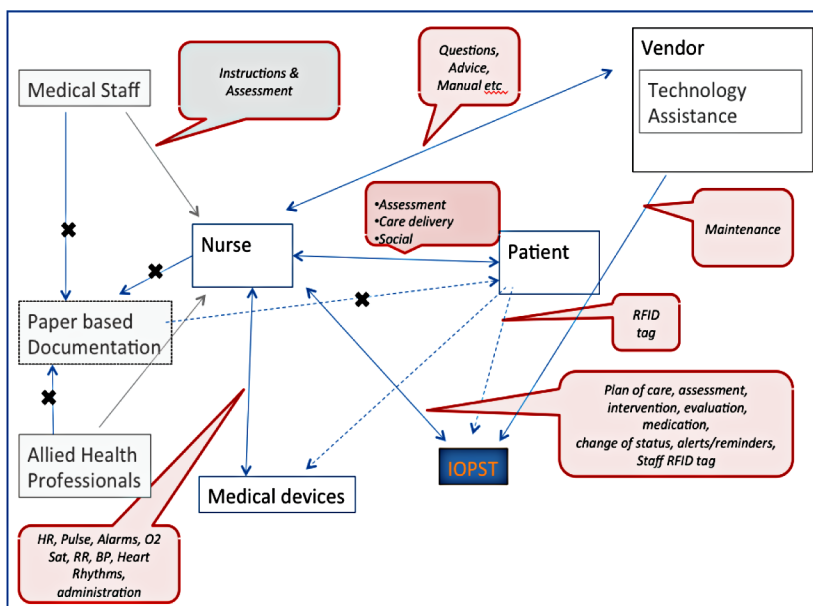 Medical Staff
Instructions &
Assessment
Questions,
Advice,
Manual etc
Vendor
Technology
Assistance
•Assessment
•Care delivery
•Social
Nurse
Patient
Maintenance
Paper based
Documentation
RFID
tag
Plan of care, assessment,
intervention, evaluation,
medication,
change of status, alerts/reminders,
Staff RFID tag
Allied Health
Professionals
IOPST
Medical devices
HR, Pulse, Alarms, O2
Sat, RR, BP, Heart
Rhythms,
administration